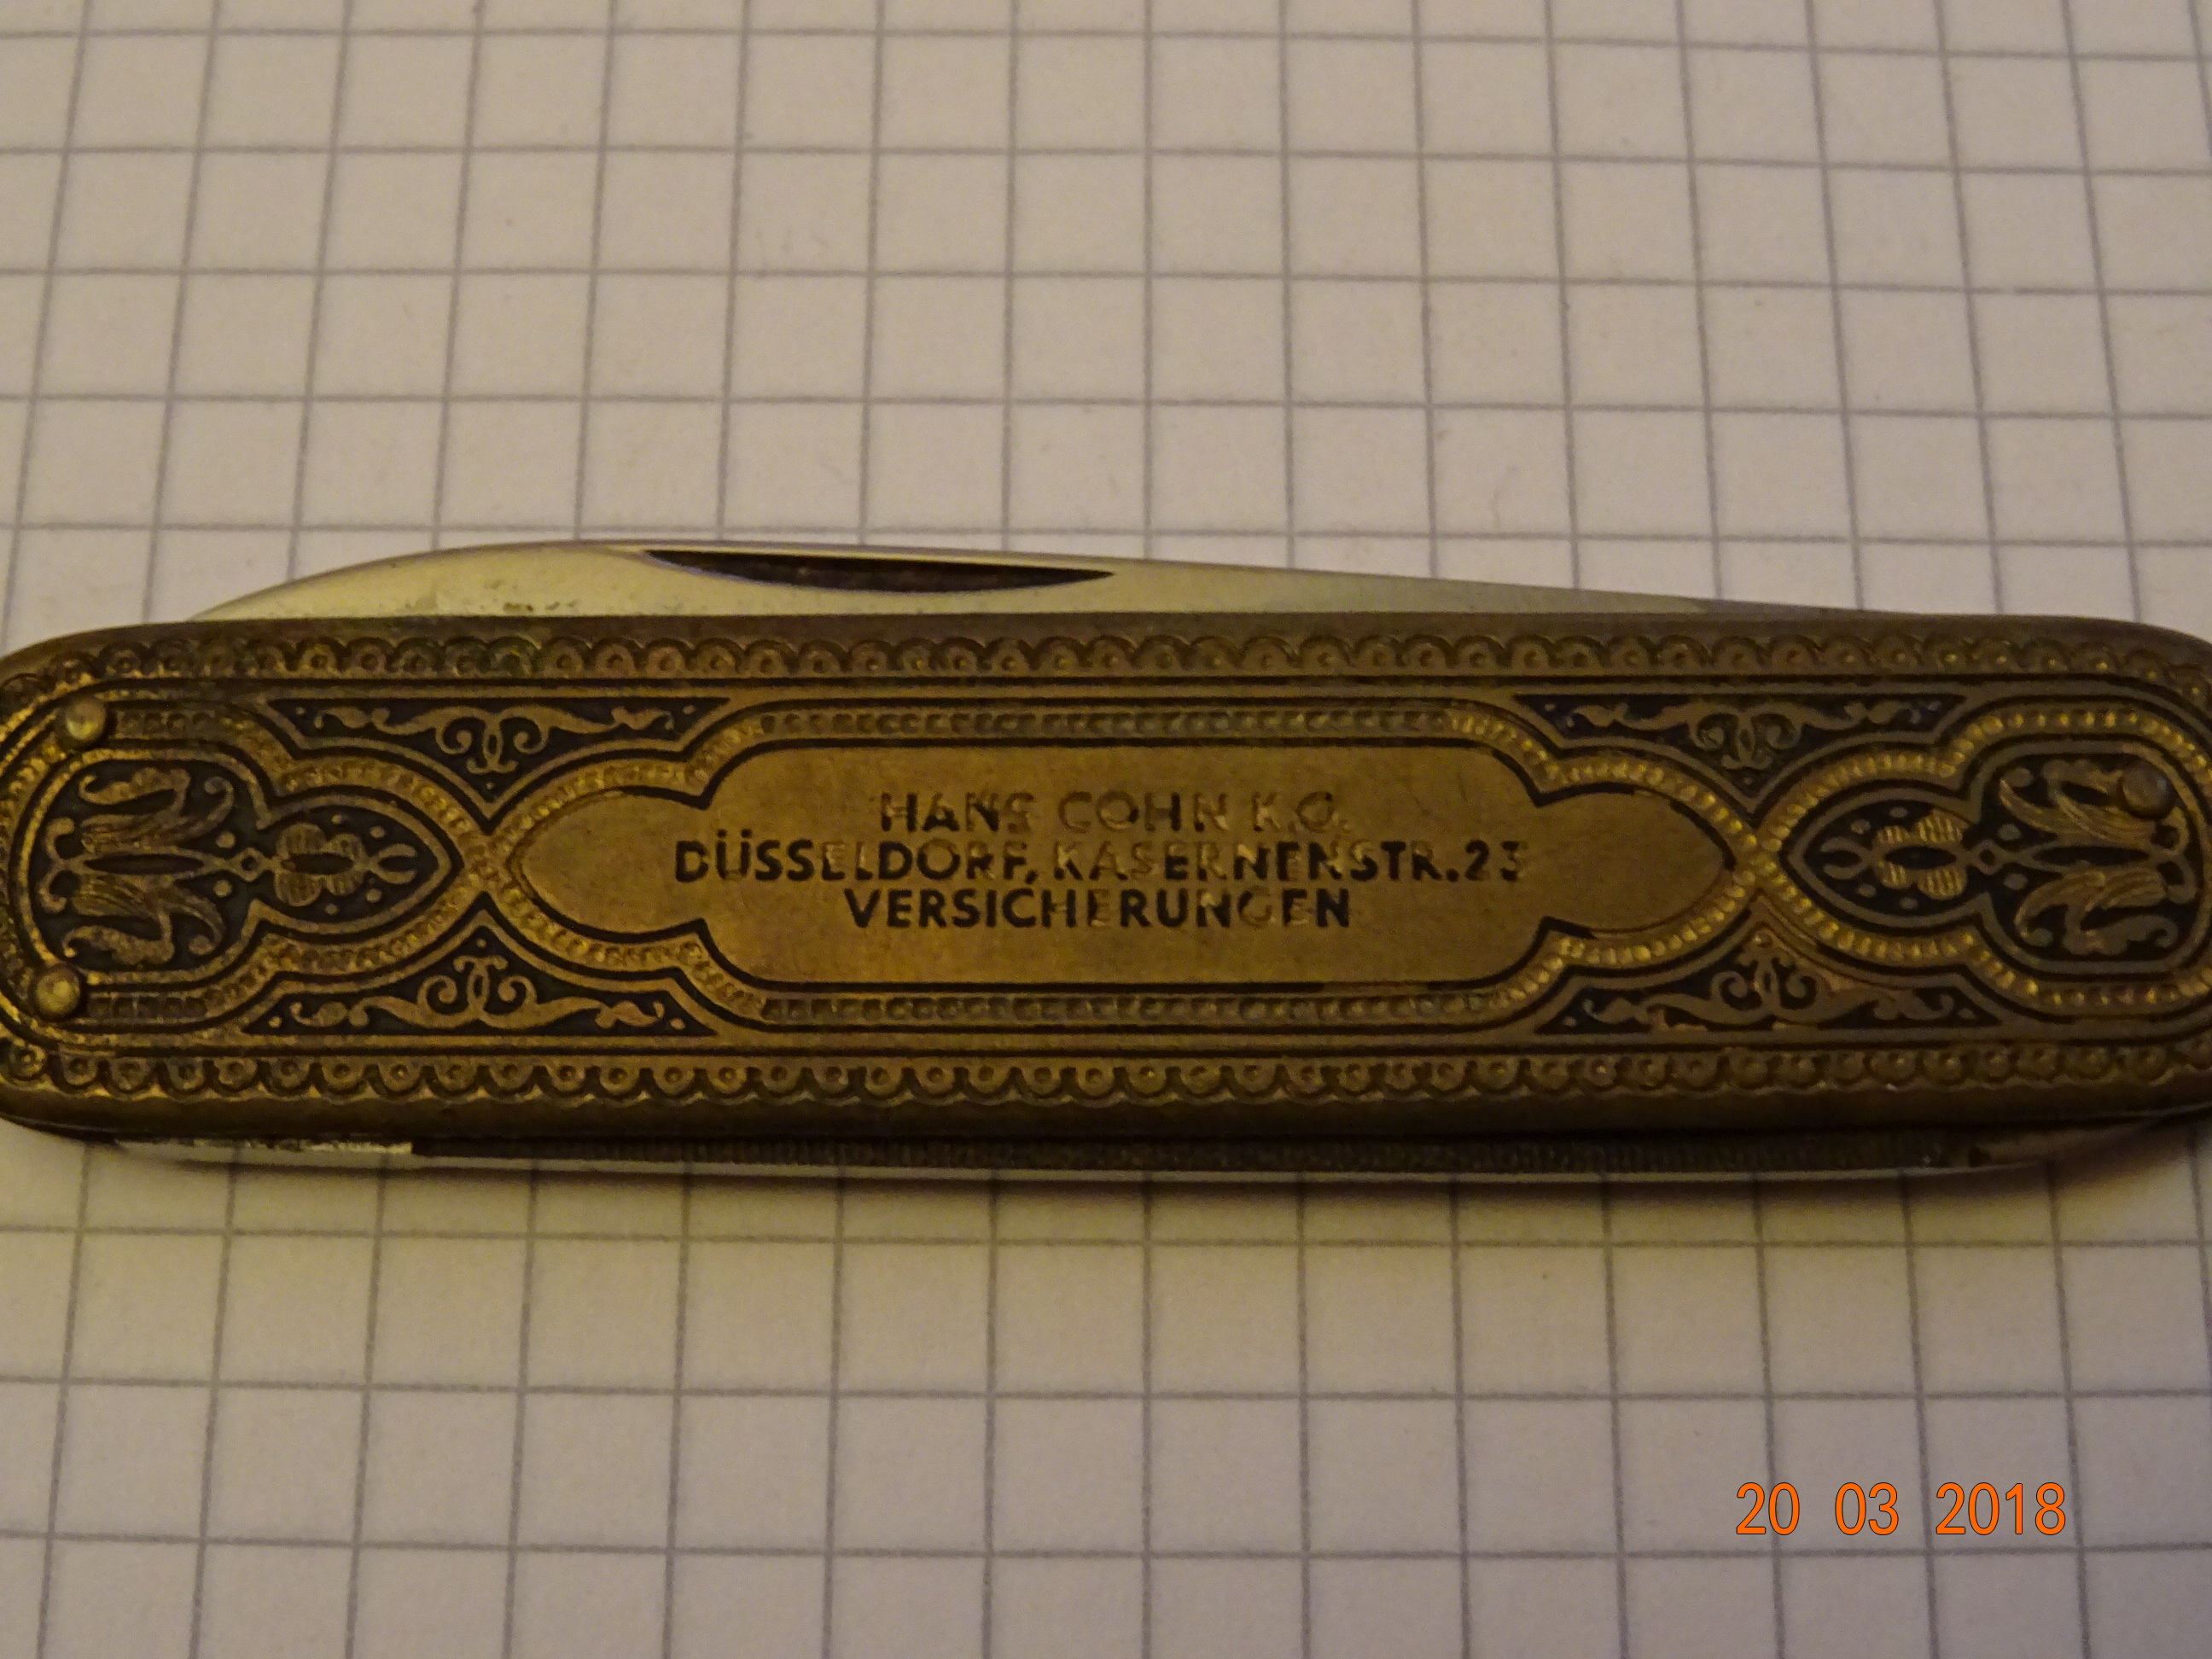 HANS COHN K.G.
DÜSSELDORF, KASERNENSTR.23
VERSICHERUNGEN
20 03 2018